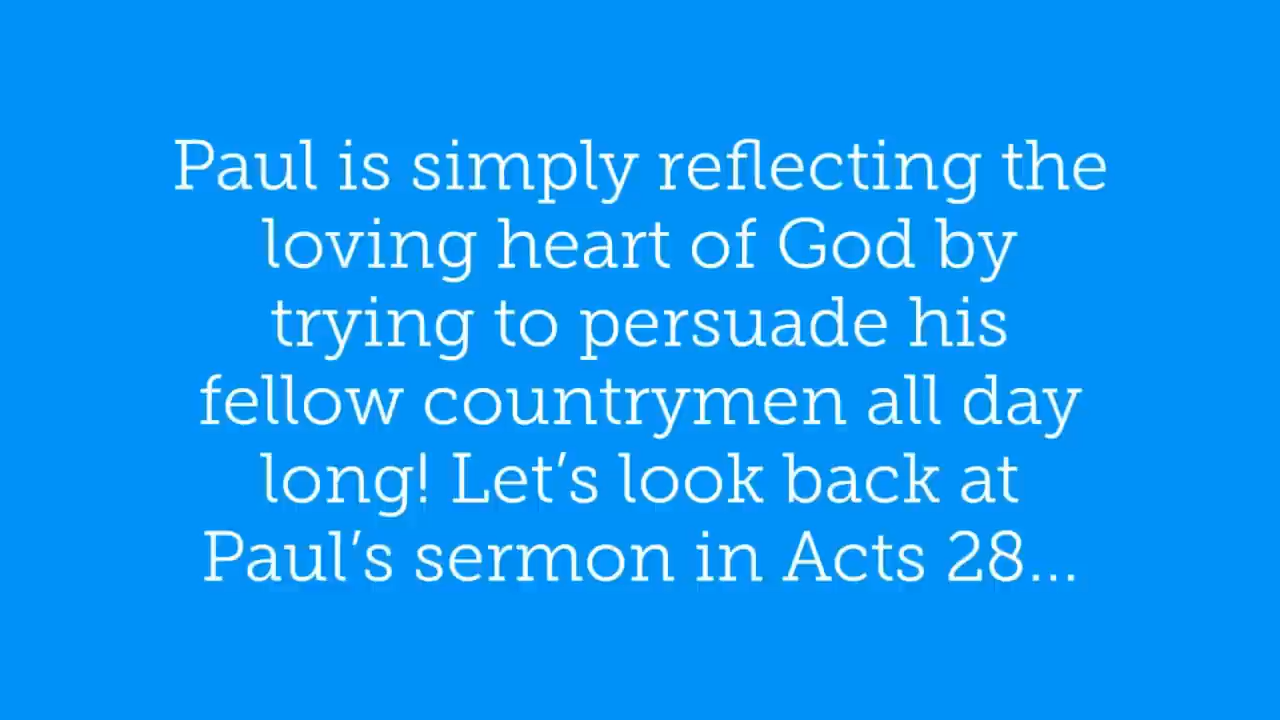 Paul is simply reflecting the
loving heart of God by
trying to persuade his
fellow countrymen all day
long! Let’s look back at
Paul’s sermon in Acts 28...